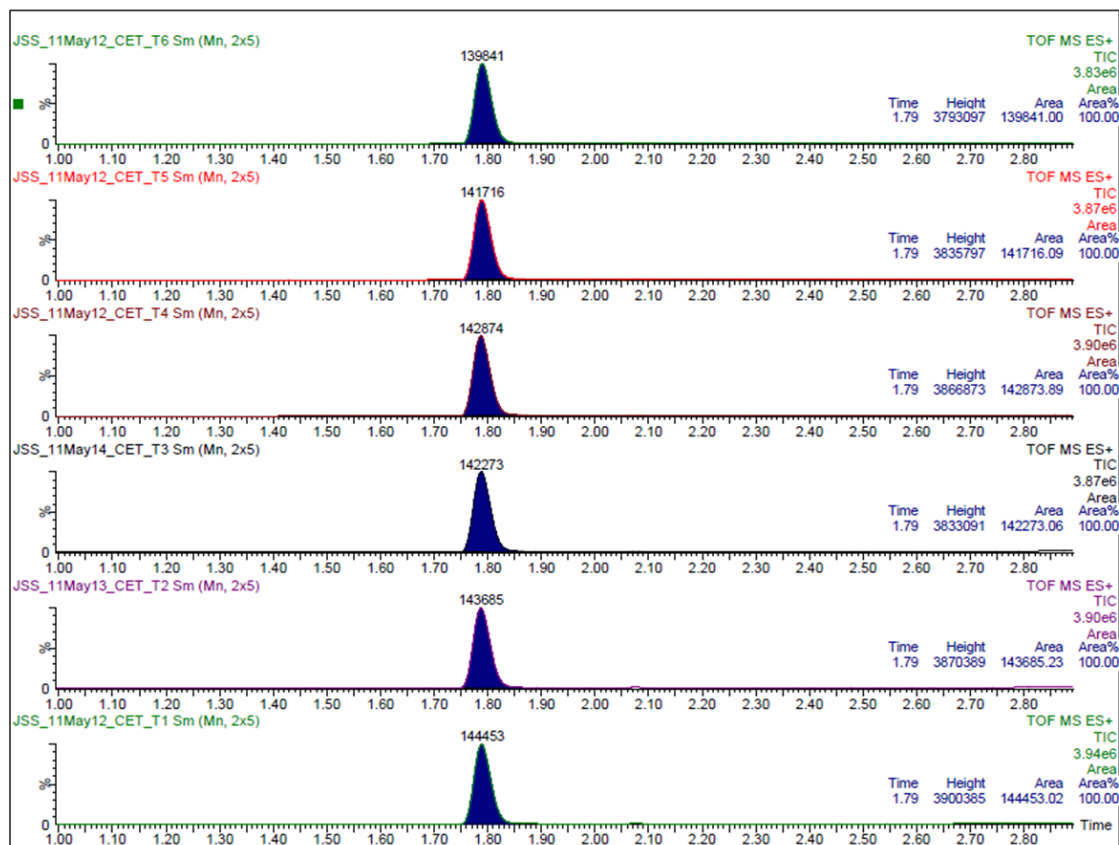 JSS_11May12_CET_T6 Sm (Mn, 2x5) TOF MS ES+
139841 TIC
3.83e6
Area
% Time Height Area Area%
1.79 3793097 139841.00 100.00
0
1.00 1.10 1.20 1.30 1.40 1.50 1.60 1.70 1.80 1.90 2.00 2.10 2.20 2.30 2.40 2.50 2.60 2.70 2.80
JSS_11May12_CET_T5 Sm (Mn, 2x5) TOF MS ES+
141716 TIC
3.87e6
Area
% Time Height Area Area%
1.79 3835797 141716.09 100.00
0
1.00 1.10 1.20 1.30 1.40 1.50 1.60 1.70 1.80 1.90 2.00 2.10 2.20 2.30 2.40 2.50 2.60 2.70 2.80
JSS_11May12_CET_T4 Sm (Mn, 2x5) TOF MS ES+
142874 TIC
3.90e6
Area
% Time Height Area Area%
1.79 3866873 142873.89 100.00
0
1.00 1.10 1.20 1.30 1.40 1.50 1.60 1.70 1.80 1.90 2.00 2.10 2.20 2.30 2.40 2.50 2.60 2.70 2.80
JSS_11May14_CET_T3 Sm (Mn, 2x5) TOF MS ES+
142273 TIC
3.87e6
Area
% Time Height Area Area%
1.79 3833091 142273.06 100.00
0
1.00 1.10 1.20 1.30 1.40 1.50 1.60 1.70 1.80 1.90 2.00 2.10 2.20 2.30 2.40 2.50 2.60 2.70 2.80
JSS_11May13_CET_T2 Sm (Mn, 2x5) TOF MS ES+
143685 TIC
3.90e6
Area
% Time Height Area Area%
1.79 3870389 143685.23 100.00
0
1.00 1.10 1.20 1.30 1.40 1.50 1.60 1.70 1.80 1.90 2.00 2.10 2.20 2.30 2.40 2.50 2.60 2.70 2.80
JSS_11May12_CET_T1 Sm (Mn, 2x5) TOF MS ES+
144453 TIC
3.94e6
Area
% Time Height Area Area%
1.79 3900385 144453.02 100.00
0 Time
1.00 1.10 1.20 1.30 1.40 1.50 1.60 1.70 1.80 1.90 2.00 2.10 2.20 2.30 2.40 2.50 2.60 2.70 2.80